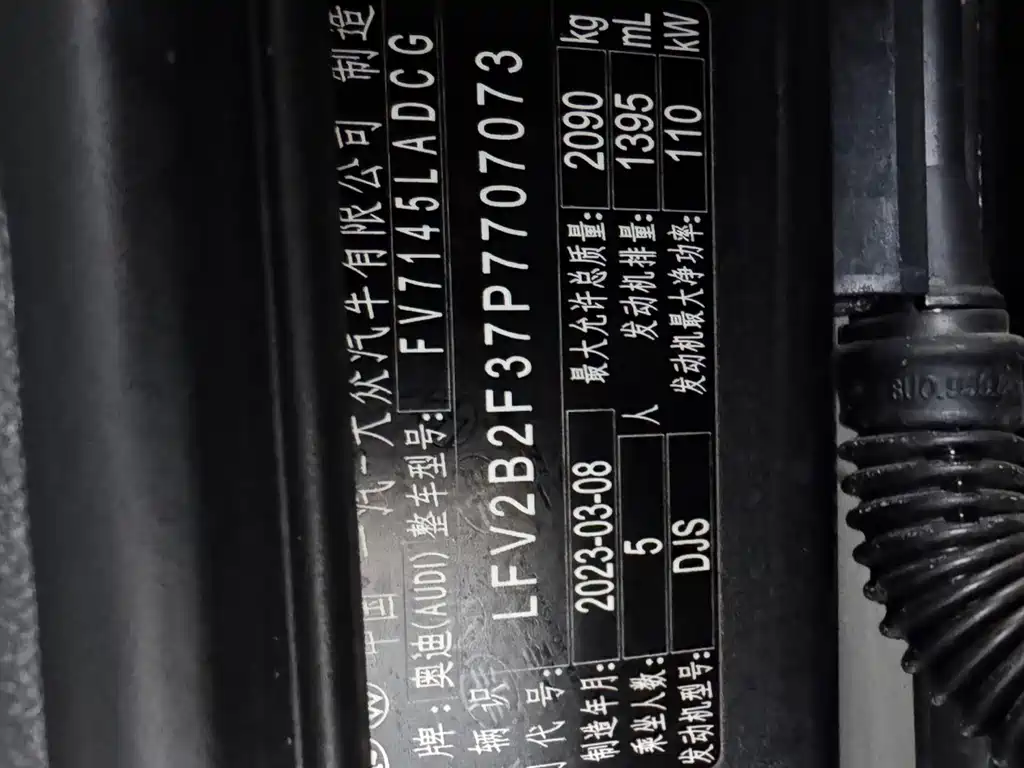 中国 一汽-大众汽车有限公司 制造
牌:奥迪(AUDI) 整车型号: FV7145LADCG
辆识
代号: LFV2B2F37P7707073
制造年月: 2023-03-08 最大允许总质量: 2090 kg
乘坐人数: 5 人 发动机排量: 1395 mL
发动机型号: DJS 发动机最大净功率: 110 kW